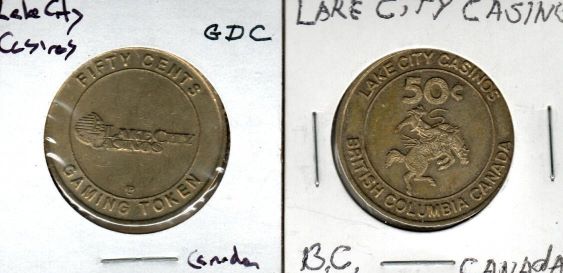 Lake City
Casinos
GDC
FIFTY CENTS
LAKE CITY
CASINOS
GAMING TOKEN
Canada
LAKE CITY CASINO
LAKE CITY CASINOS
50¢
BRITISH COLUMBIA CANADA
B.C.
CANADA